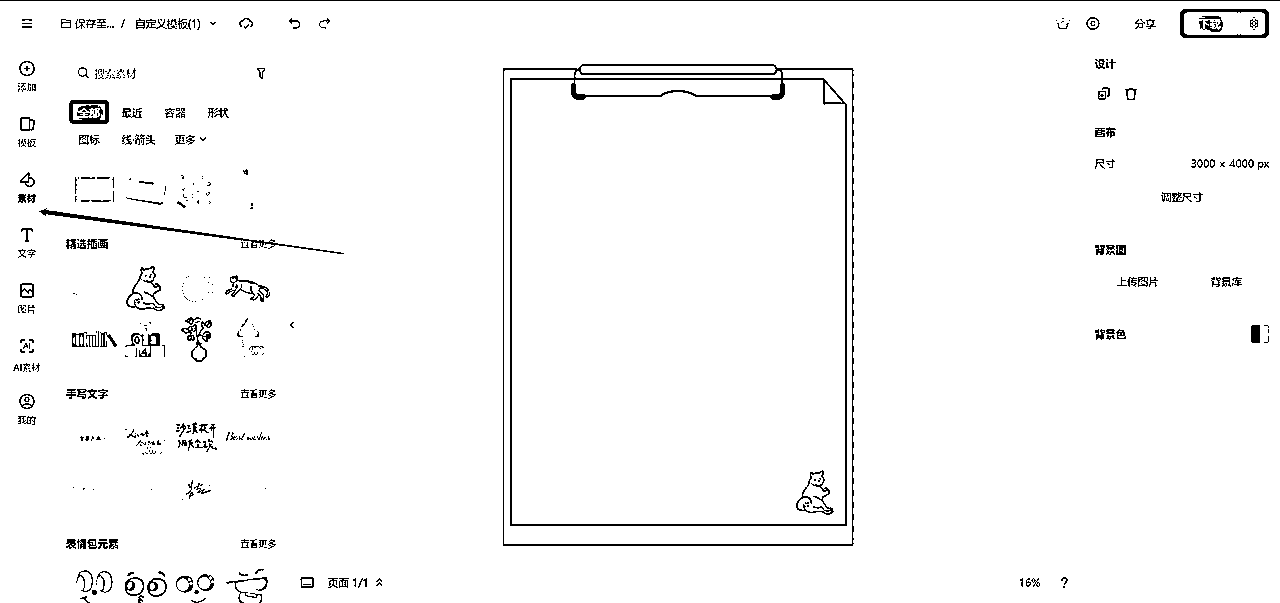 保存至... / 自定义模板(1)
分享
下载
添加
模板
素材
文字
图片
AI素材
我的
搜索素材
全部 最近 容器 形状
图标 线·箭头 更多
精选插画 查看更多
手写文字 查看更多
Best wishes
表情包元素 查看更多
页面 1/1
16% ?
设计
画布
尺寸 3000 × 4000 px
调整尺寸
背景图
上传图片 背景库
背景色